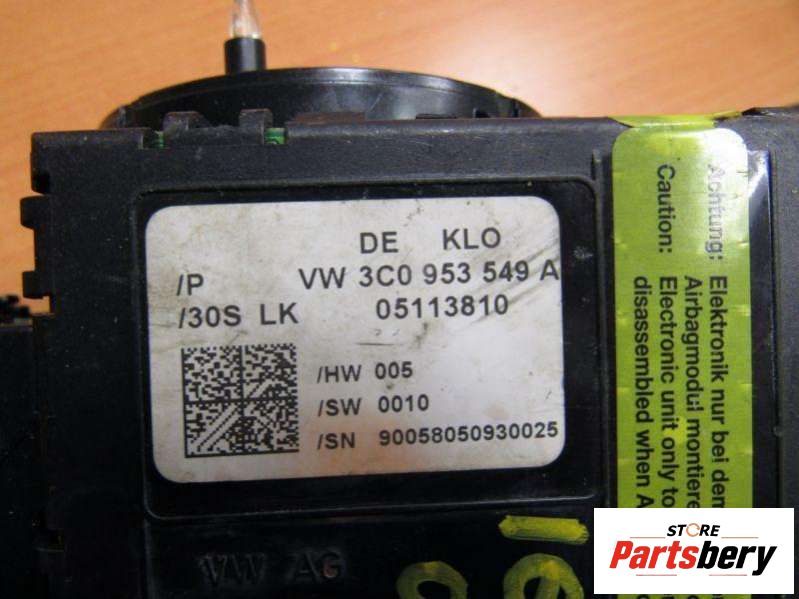 DE KLO
/P VW 3C0 953 549 A
/30S LK 05113810
/HW 005
/SW 0010
/SN 90058050930025
VW AG
Achtung: Elektronik nur bei dem
Airbagmodul montiere
Caution: Electronic unit only to
disassembled when A
STORE
Partsbery